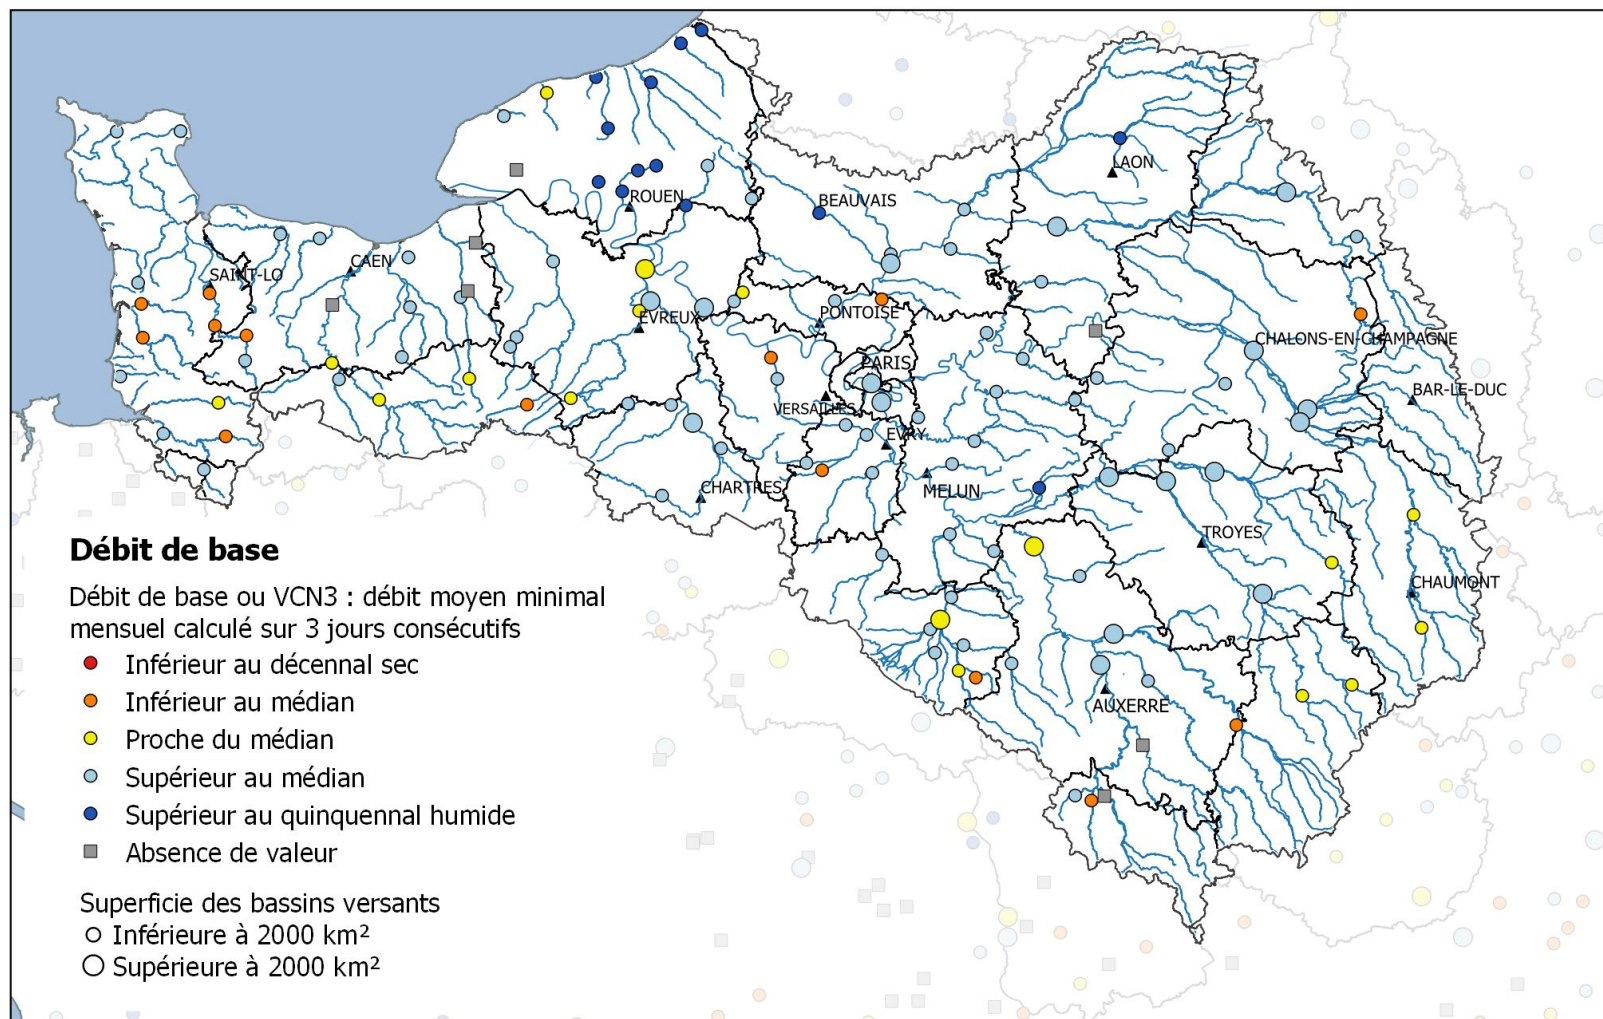 LAON
ROUEN
BEAUVAIS
CAEN
SAINT-LO
PONTOISE
EVREUX
CHALONS-EN-CHAMPAGNE
PARIS
BAR-LE-DUC
VERSAILLES
EVRY
CHARTRES
MELUN
TROYES
CHAUMONT
AUXERRE
Débit de base
Débit de base ou VCN3 : débit moyen minimal
mensuel calculé sur 3 jours consécutifs
Inférieur au décennal sec
Inférieur au médian
Proche du médian
Supérieur au médian
Supérieur au quinquennal humide
Absence de valeur
Superficie des bassins versants
Inférieure à 2000 km²
Supérieure à 2000 km²